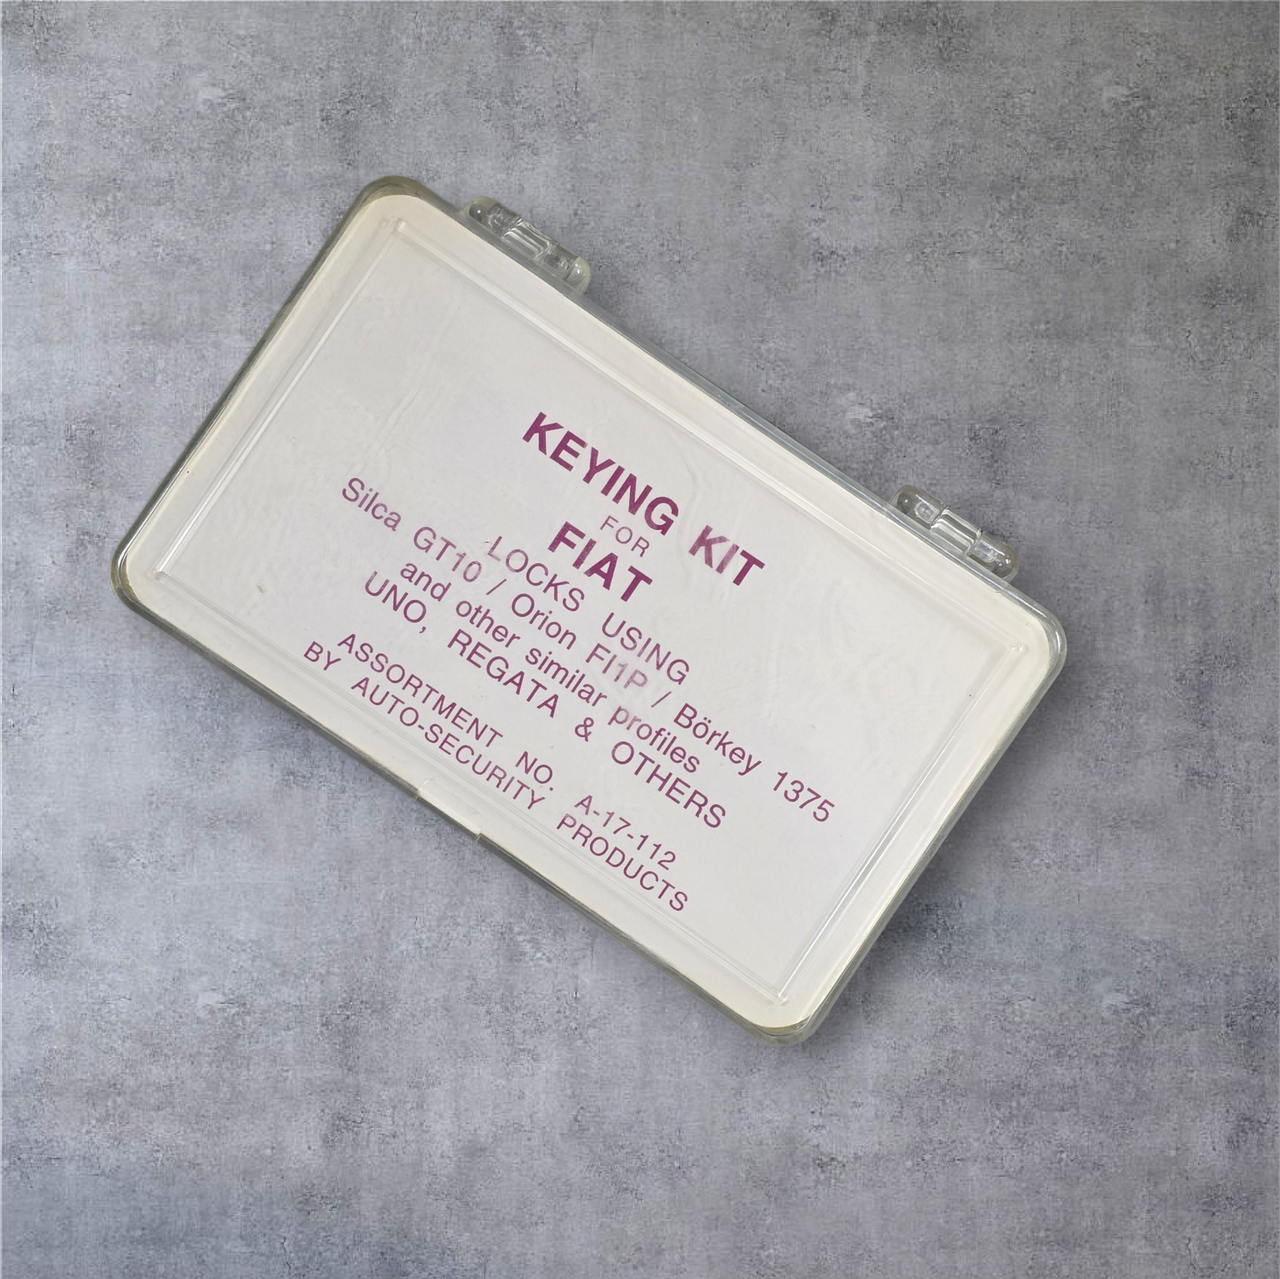 KEYING KIT
FOR
FIAT
LOCKS USING
Silca GT10 / Orion FI1P / Börkey 1375
and other similar profiles
UNO, REGATA & OTHERS
ASSORTMENT NO. A-17-112
BY AUTO-SECURITY PRODUCTS